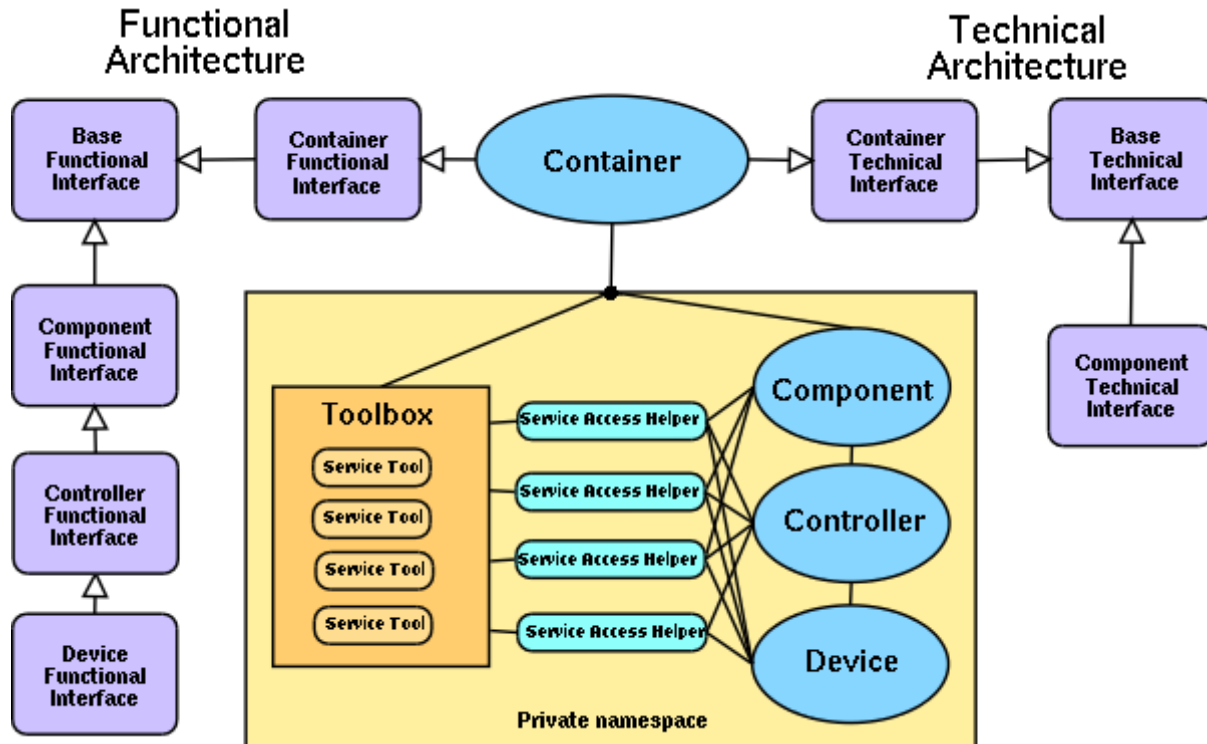 Functional
Architecture
Technical
Architecture
Base
Functional
Interface
Container
Functional
Interface
Container
Container
Technical
Interface
Base
Technical
Interface
Component
Functional
Interface
Component
Technical
Interface
Controller
Functional
Interface
Device
Functional
Interface
Toolbox
Service Tool
Service Tool
Service Tool
Service Tool
Service Access Helper
Service Access Helper
Service Access Helper
Service Access Helper
Component
Controller
Device
Private namespace